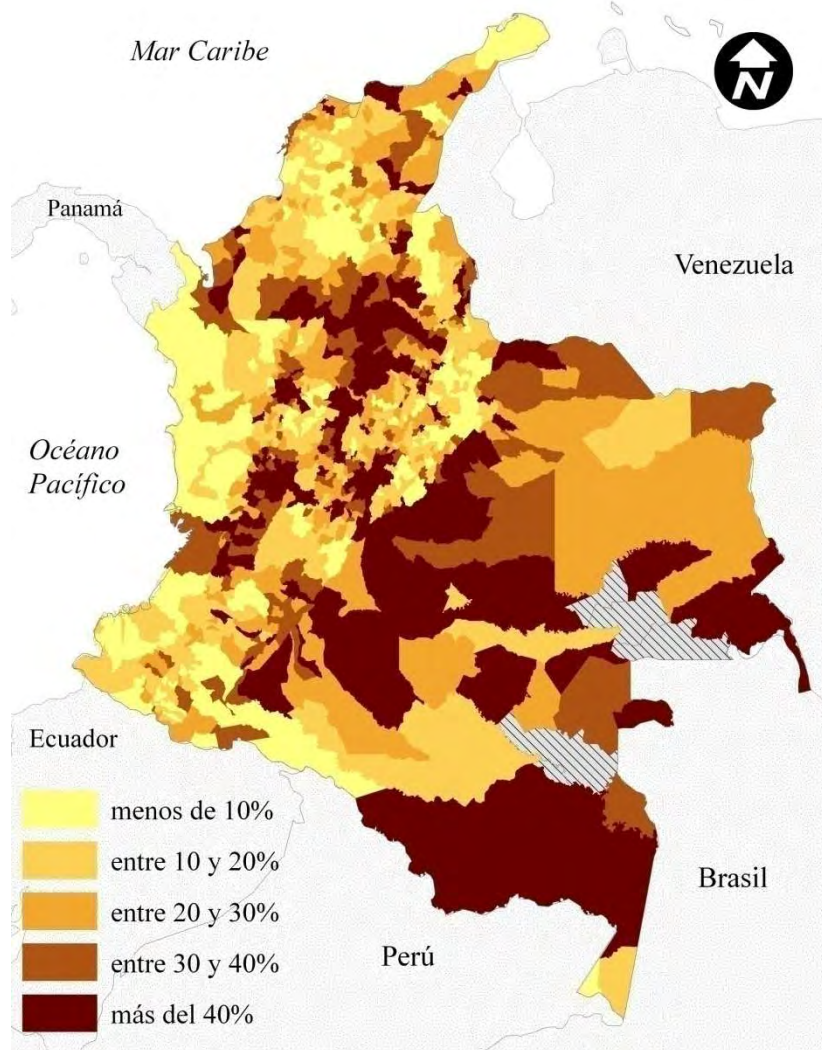 Mar Caribe
N
Panamá
Venezuela
Océano
Pacífico
Ecuador
menos de 10%
entre 10 y 20%
entre 20 y 30%
entre 30 y 40%
más del 40%
Perú
Brasil